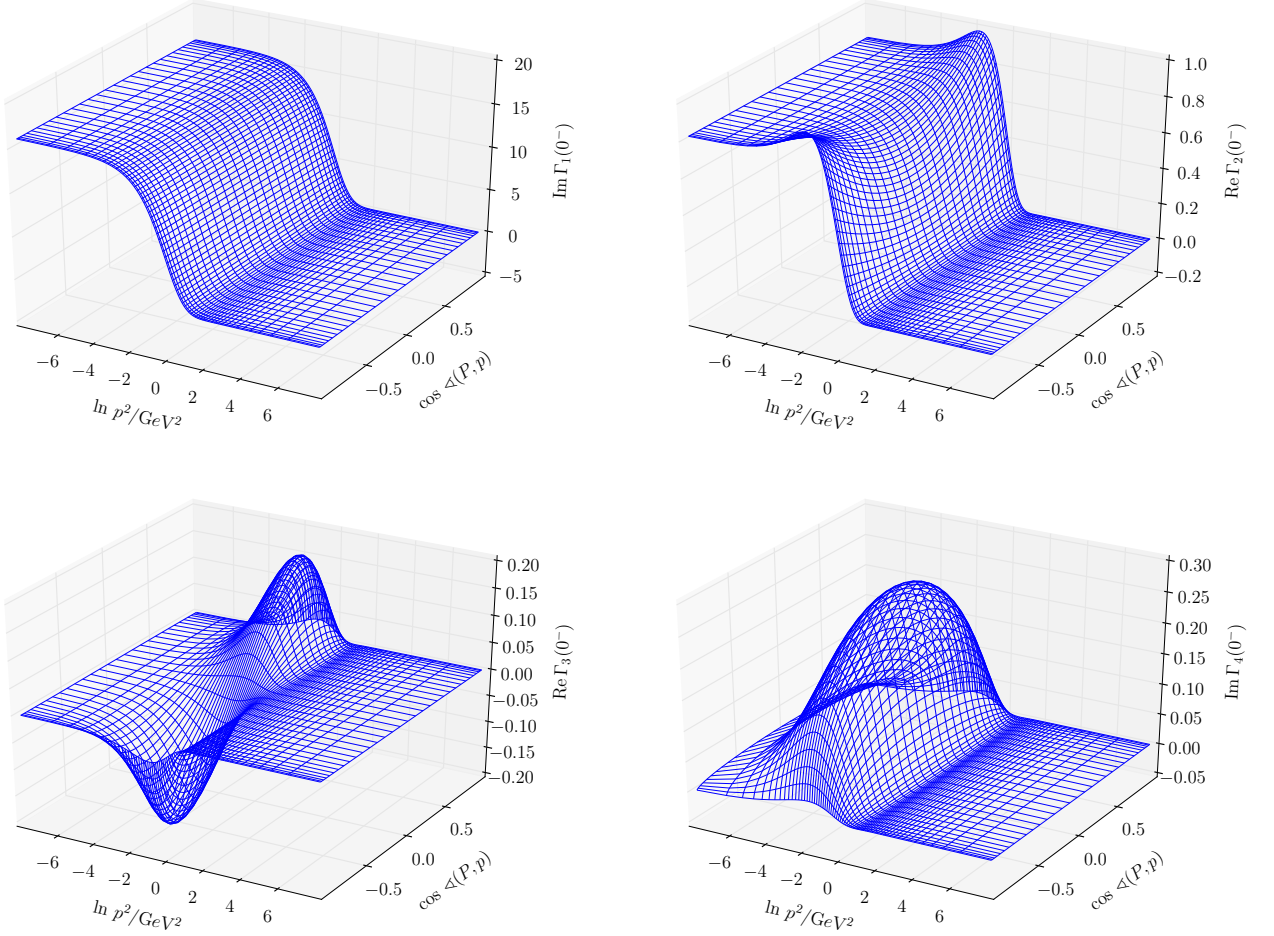 20
15
10
5
0
−5
Im Γ₁(0⁻)
0.5
0.0
−0.5
cos ∢(P, p)
−6 −4 −2 0 2 4 6
ln p²/GeV²
1.0
0.8
0.6
0.4
0.2
0.0
−0.2
Re Γ₂(0⁻)
0.5
0.0
−0.5
cos ∢(P, p)
−6 −4 −2 0 2 4 6
ln p²/GeV²
0.20
0.15
0.10
0.05
0.00
−0.05
−0.10
−0.15
−0.20
Re Γ₃(0⁻)
0.5
0.0
−0.5
cos ∢(P, p)
−6 −4 −2 0 2 4 6
ln p²/GeV²
0.30
0.25
0.20
0.15
0.10
0.05
0.00
−0.05
Im Γ₄(0⁻)
0.5
0.0
−0.5
cos ∢(P, p)
−6 −4 −2 0 2 4 6
ln p²/GeV²